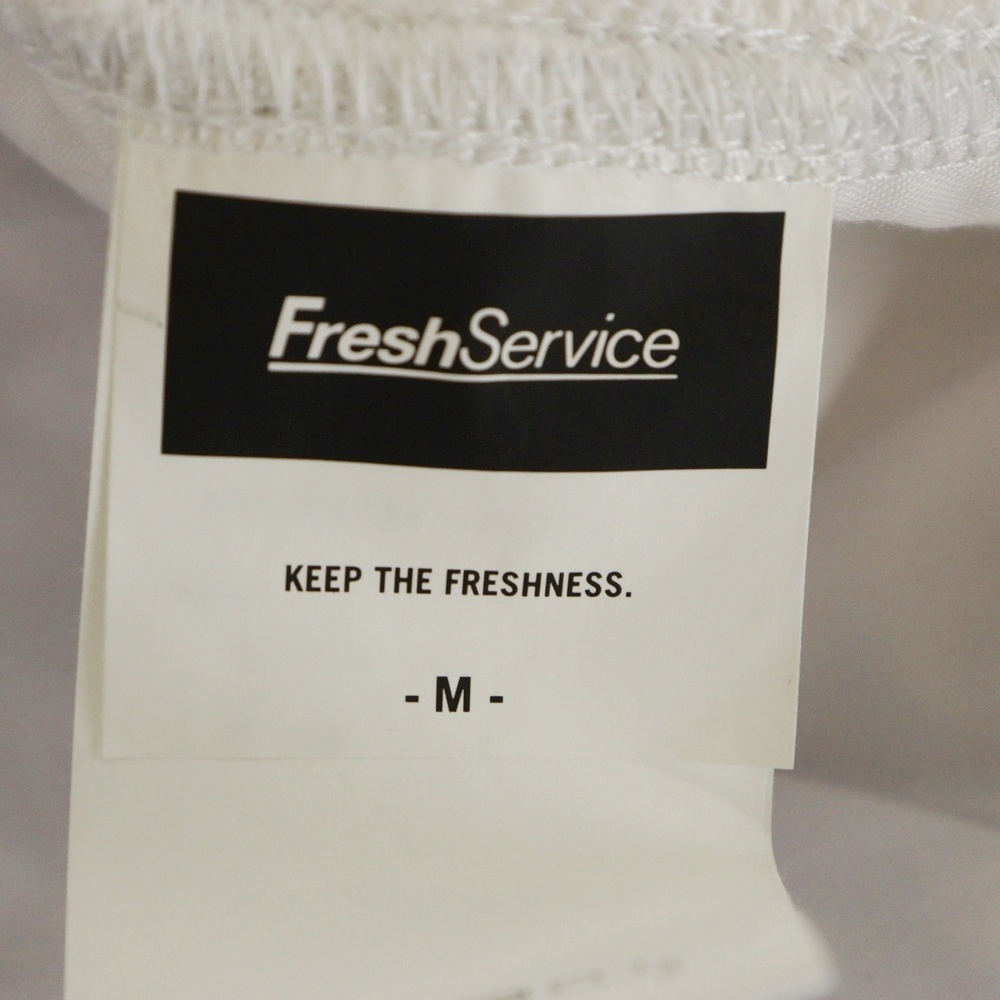 FreshService
KEEP THE FRESHNESS.
- M -